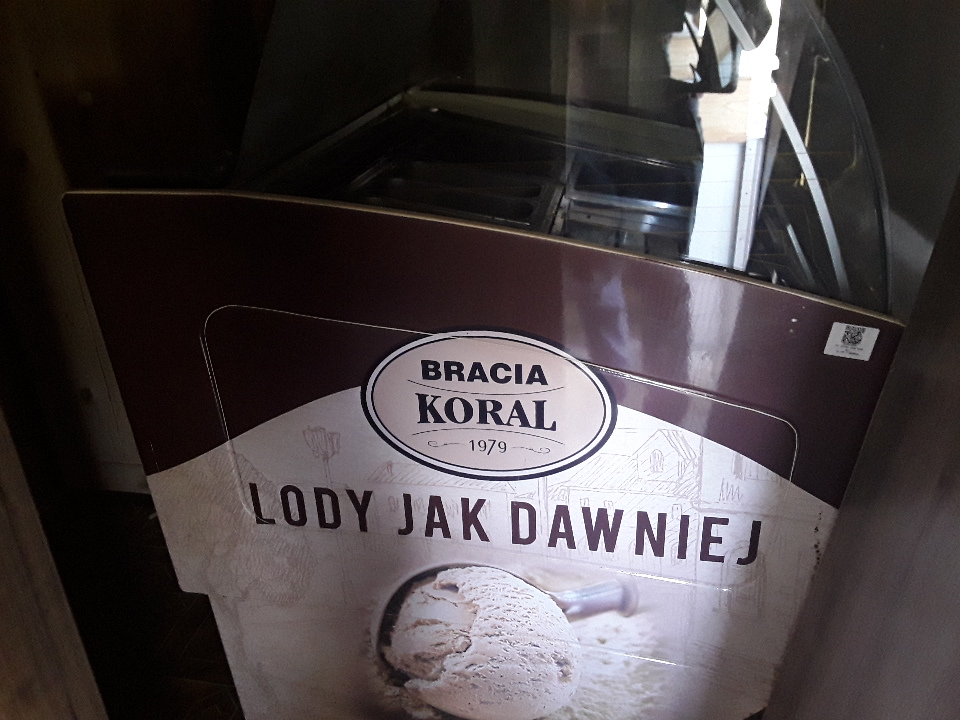 BRACIA
KORAL
1979
LODY JAK DAWNIEJ